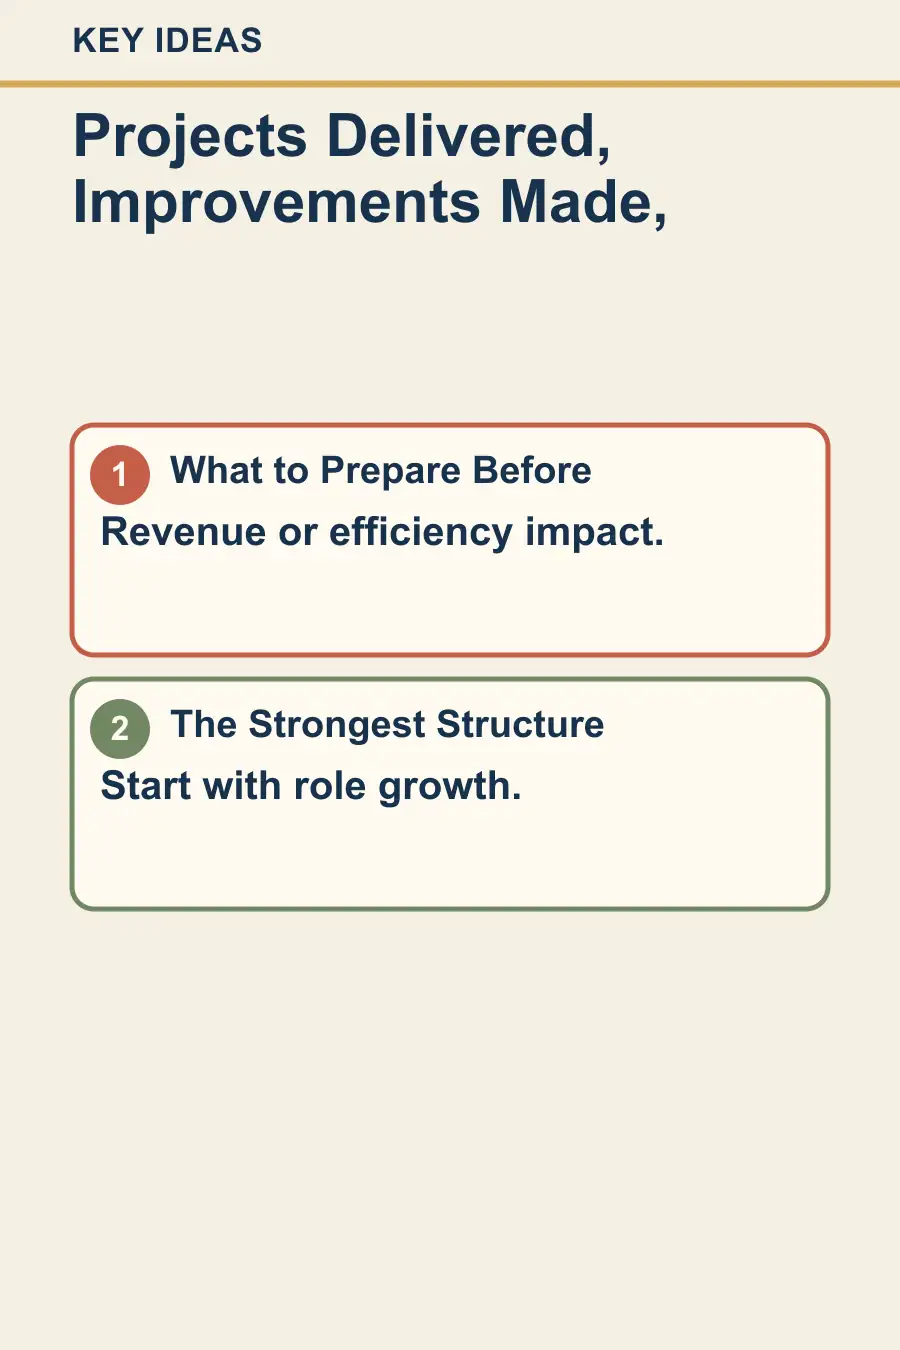 KEY IDEAS
Projects Delivered,
Improvements Made,
1 What to Prepare Before
Revenue or efficiency impact.
2 The Strongest Structure
Start with role growth.